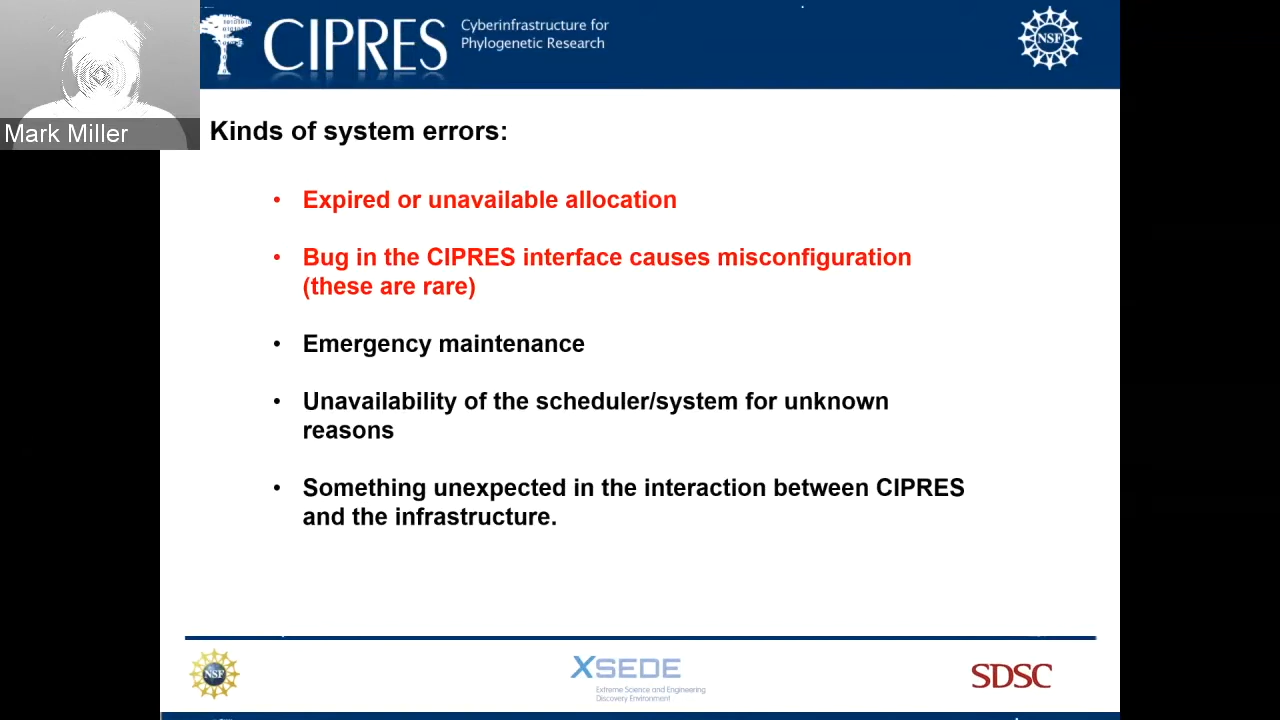 CIPRES
Cyberinfrastructure for
Phylogenetic Research
NSF
Mark Miller
Kinds of system errors:
• Expired or unavailable allocation
• Bug in the CIPRES interface causes misconfiguration
(these are rare)
• Emergency maintenance
• Unavailability of the scheduler/system for unknown
reasons
• Something unexpected in the interaction between CIPRES
and the infrastructure.
NSF
XSEDE
Extreme Science and Engineering
Discovery Environment
SDSC